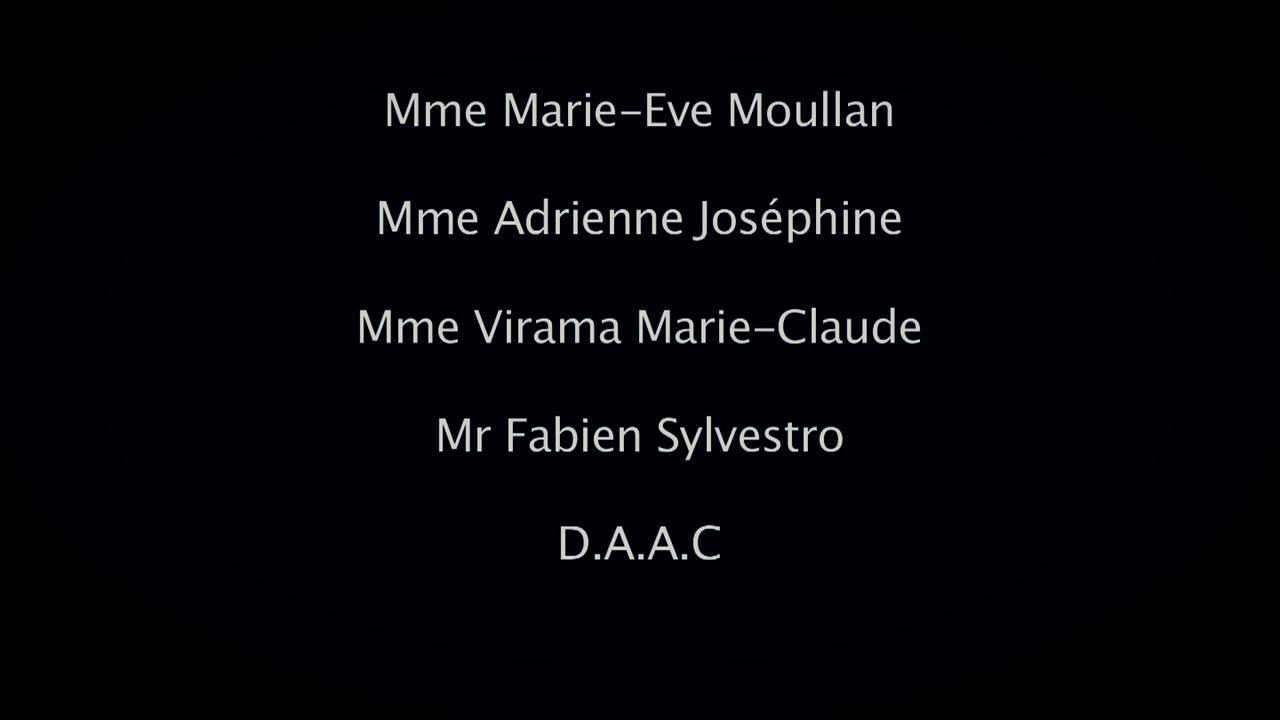 Mme Marie-Eve Moullan
Mme Adrienne Joséphine
Mme Virama Marie-Claude
Mr Fabien Sylvestro
D.A.A.C